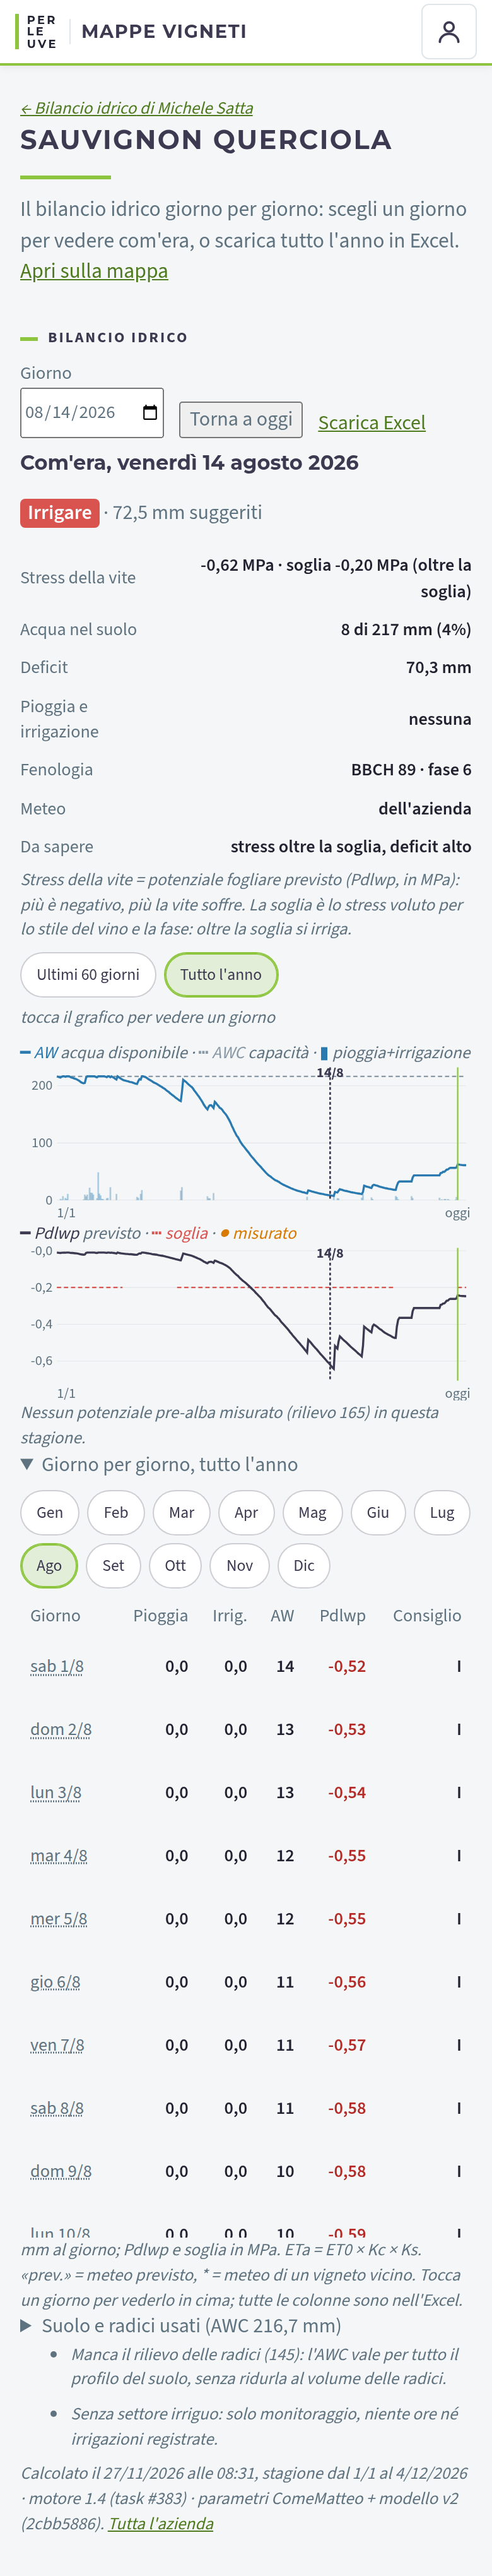 PER
LE
UVE
MAPPE VIGNETI
← Bilancio idrico di Michele Satta
SAUVIGNON QUERCIOLA
Il bilancio idrico giorno per giorno: scegli un giorno
per vedere com'era, o scarica tutto l'anno in Excel.
Apri sulla mappa
BILANCIO IDRICO
Giorno
08/14/2026
Torna a oggi
Scarica Excel
Com'era, venerdì 14 agosto 2026
Irrigare · 72,5 mm suggeriti
Stress della vite
-0,62 MPa · soglia -0,20 MPa (oltre la
soglia)
Acqua nel suolo
8 di 217 mm (4%)
Deficit
70,3 mm
Pioggia e
irrigazione
nessuna
Fenologia
BBCH 89 · fase 6
Meteo
dell'azienda
Da sapere
stress oltre la soglia, deficit alto
Stress della vite = potenziale fogliare previsto (Pdlwp, in MPa):
più è negativo, più la vite soffre. La soglia è lo stress voluto per
lo stile del vino e la fase: oltre la soglia si irriga.
Ultimi 60 giorni
Tutto l'anno
tocca il grafico per vedere un giorno
AW acqua disponibile · AWC capacità · pioggia+irrigazione
14/8
200
100
0
1/1
oggi
Pdlwp previsto · soglia · misurato
14/8
-0,0
-0,2
-0,4
-0,6
1/1
oggi
Nessun potenziale pre-alba misurato (rilievo 165) in questa
stagione.
▼ Giorno per giorno, tutto l'anno
Gen Feb Mar Apr Mag Giu Lug
Ago Set Ott Nov Dic
Giorno Pioggia Irrig. AW Pdlwp Consiglio
sab 1/8 0,0 0,0 14 -0,52 I
dom 2/8 0,0 0,0 13 -0,53 I
lun 3/8 0,0 0,0 13 -0,54 I
mar 4/8 0,0 0,0 12 -0,55 I
mer 5/8 0,0 0,0 12 -0,55 I
gio 6/8 0,0 0,0 11 -0,56 I
ven 7/8 0,0 0,0 11 -0,57 I
sab 8/8 0,0 0,0 11 -0,58 I
dom 9/8 0,0 0,0 10 -0,58 I
lun 10/8 0,0 0,0 10 -0,59 I
mm al giorno; Pdlwp e soglia in MPa. ETa = ET0 × Kc × Ks.
«prev.» = meteo previsto, * = meteo di un vigneto vicino. Tocca
un giorno per vederlo in cima; tutte le colonne sono nell'Excel.
▶ Suolo e radici usati (AWC 216,7 mm)
• Manca il rilievo delle radici (145): l'AWC vale per tutto il
profilo del suolo, senza ridurla al volume delle radici.
• Senza settore irriguo: solo monitoraggio, niente ore né
irrigazioni registrate.
Calcolato il 27/11/2026 alle 08:31, stagione dal 1/1 al 4/12/2026
· motore 1.4 (task #383) · parametri ComeMatteo + modello v2
(2cbb5886). Tutta l'azienda